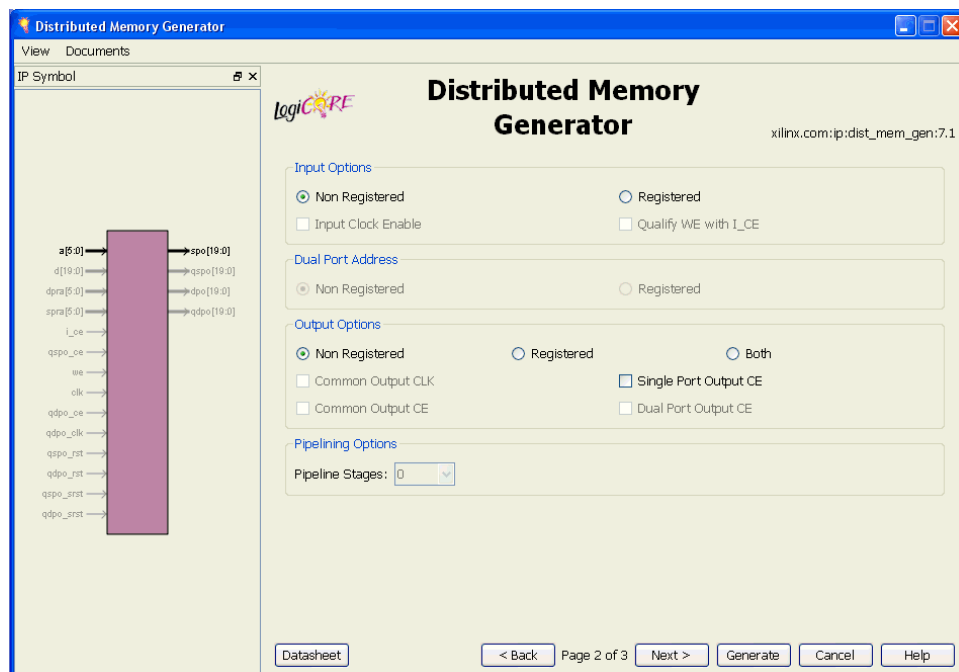 Distributed Memory Generator
View Documents
IP Symbol
LogiCORE
Distributed Memory
Generator
xilinx.com:ip:dist_mem_gen:7.1
Input Options
Non Registered Registered
Input Clock Enable Qualify WE with I_CE
Dual Port Address
Non Registered Registered
Output Options
Non Registered Registered Both
Common Output CLK Single Port Output CE
Common Output CE Dual Port Output CE
Pipelining Options
Pipeline Stages: 0
a[5:0] spo[19:0]
d[19:0] qspo[19:0]
dpra[5:0] dpo[19:0]
spra[5:0] qdpo[19:0]
i_ce
qspo_ce
we
clk
qdpo_ce
qdpo_clk
qspo_rst
qdpo_rst
qspo_srst
qdpo_srst
Datasheet < Back Page 2 of 3 Next > Generate Cancel Help